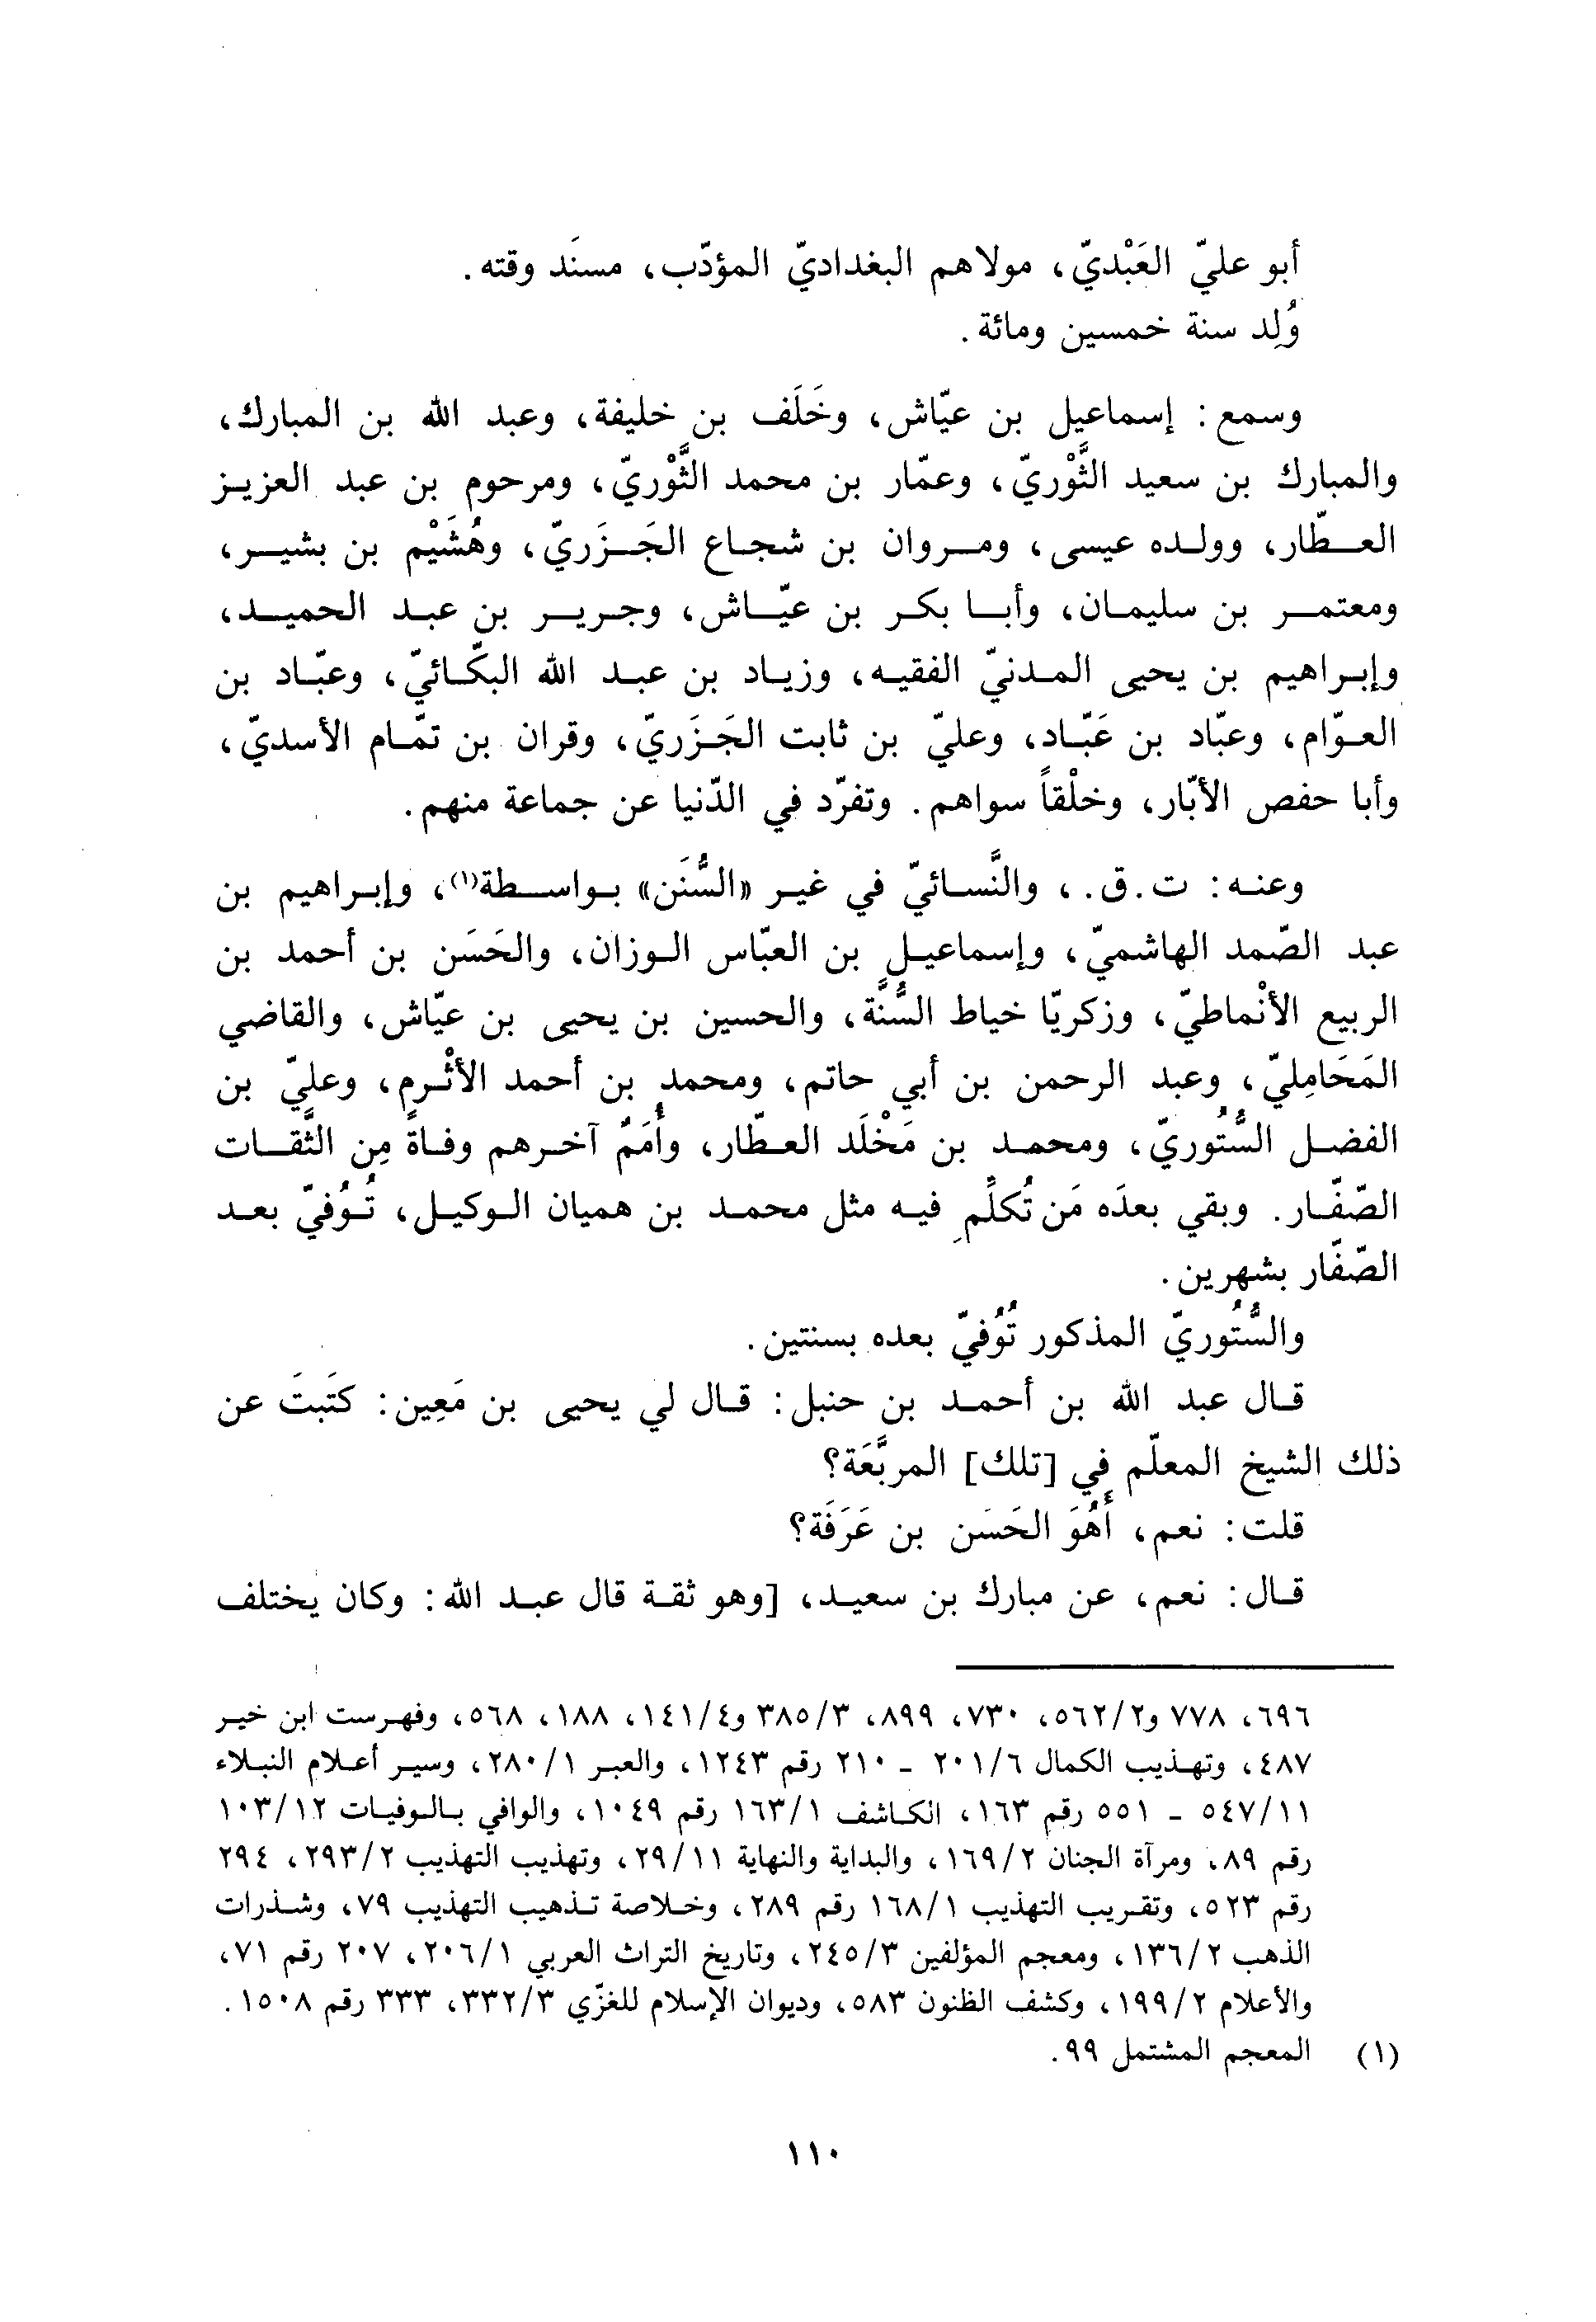 أبو عليّ العَبْديّ، مولاهم البغداديّ المؤدّب، مسنَد وقته.
وُلِد سنة خمسين ومائة.
وسمع: إسماعيل بن عيّاش، وخَلَف بن خليفة، وعبد الله بن المبارك،
والمبارك بن سعيد الثَّوْريّ، وعمّار بن محمد الثَّوْريّ، ومرحوم بن عبد العزيز
العطّار، وولده عيسى، ومروان بن شجاع الجَزَريّ، وهُشَيْم بن بشير،
ومعتمر بن سليمان، وأبا بكر بن عيّاش، وجرير بن عبد الحميد،
وإبراهيم بن يحيى المدنيّ الفقيه، وزياد بن عبد الله البكّائيّ، وعبّاد بن
العوّام، وعبّاد بن عَبّاد، وعليّ بن ثابت الجَزَريّ، وقران بن تمّام الأسديّ،
وأبا حفص الأبّار، وخلْقاً سواهم. وتفرّد في الدّنيا عن جماعة منهم.
وعنه: ت. ق.، والنَّسائيّ في غير «السُّنَن» بواسطة(١)، وإبراهيم بن
عبد الصّمد الهاشميّ، وإسماعيل بن العبّاس الوزان، والحَسَن بن أحمد بن
الربيع الأنْماطيّ، وزكريّا خياط السُّنَّة، والحسين بن يحيى بن عيّاش، والقاضي
المَحَامِليّ، وعبد الرحمن بن أبي حاتم، ومحمد بن أحمد الأثْرم، وعليّ بن
الفضل السُّتُوريّ، ومحمد بن مَخْلَد العطّار، وأُمَمٌ آخرهم وفاةً مِن الثَّقات
الصّفّار. وبقي بعدَه مَن تُكلِّم فيه مثل محمد بن هميان الوكيل، تُوُفيّ بعد
الصّفّار بشهرين.
والسُّتُوريّ المذكور تُوُفيّ بعده بسنتين.
قال عبد الله بن أحمد بن حنبل: قال لي يحيى بن مَعِين: كتَبتَ عن
ذلك الشيخ المعلّم في [تلك] المربَّعَة؟
قلت: نعم، أَهُوَ الحَسَن بن عَرَفَة؟
قال: نعم، عن مبارك بن سعيد، [وهو ثقة قال عبد الله: وكان يختلف
٦٩٦، ٧٧٨ و٥٦٢/٢، ٧٣٠، ٨٩٩، ٣٨٥/٣ و١٤١/٤، ١٨٨، ٥٦٨، وفهرست ابن خير
٤٨٧، وتهذيب الكمال ٢٠١/٦ - ٢١٠ رقم ١٢٤٣، والعبر ٢٨٠/١، وسير أعلام النبلاء
٥٤٧/١١ - ٥٥١ رقم ١٦٣، الكاشف ١٦٣/١ رقم ١٠٤٩، والوافي بالوفيات ١٠٣/١٢
رقم ٨٩، ومرآة الجنان ١٦٩/٢، والبداية والنهاية ٢٩/١١، وتهذيب التهذيب ٢٩٣/٢، ٢٩٤
رقم ٥٢٣، وتقريب التهذيب ١٦٨/١ رقم ٢٨٩، وخلاصة تذهيب التهذيب ٧٩، وشذرات
الذهب ١٣٦/٢، ومعجم المؤلفين ٢٤٥/٣، وتاريخ التراث العربي ٢٠٦/١، ٢٠٧ رقم ٧١،
والأعلام ١٩٩/٢، وكشف الظنون ٥٨٣، وديوان الإسلام للغزّي ٣٣٢/٣، ٣٣٣ رقم ١٥٠٨.
(١) المعجم المشتمل ٩٩.
١١٠